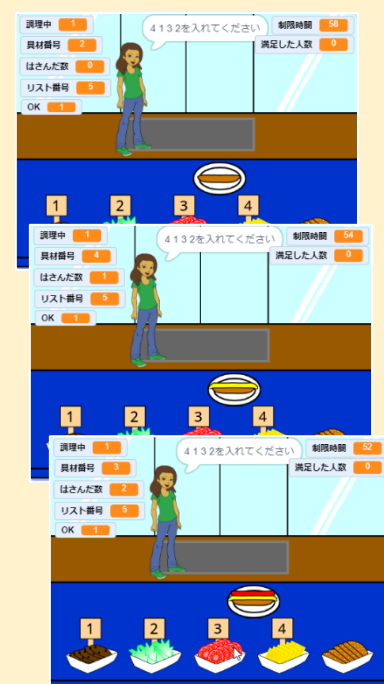 調理中 1
4 1 3 2を入れてください
制限時間 56
具材番号 2
満足した人数 0
はさんだ数 0
リスト番号 5
OK 1
1 2 3 4
調理中 1
4 1 3 2を入れてください
制限時間 54
具材番号 4
満足した人数 0
はさんだ数 1
リスト番号 5
OK 1
1 2 3 4
調理中 1
4 1 3 2を入れてください
制限時間 52
具材番号 3
満足した人数 0
はさんだ数 2
リスト番号 5
OK 1
1 2 3 4